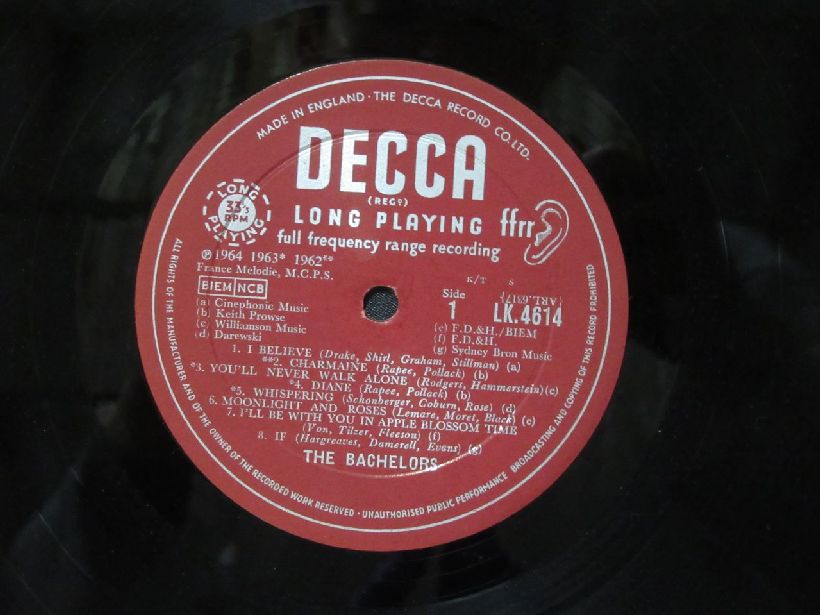 MADE IN ENGLAND · THE DECCA RECORD CO. LTD.
DECCA
(REGD)
LONG PLAYING ffrr
full frequency range recording
LONG
33⅓
RPM
PLAYING
Ⓟ1964 1963* 1962**
France Melodie, M.C.P.S.
BIEM NCB
(a) Cinephonic Music
(b) Keith Prowse
(c) Williamson Music
(d) Darewski
K/T S
Side
1
(ARL.6317)
LK.4614
(e) F.D.&H./BIEM
(f) F.D.&H.
(g) Sydney Bron Music
1. I BELIEVE (Drake, Shirl, Graham, Stillman) (a)
**2. CHARMAINE (Rapee, Pollack) (b)
*3. YOU'LL NEVER WALK ALONE (Rodgers, Hammerstein)(c)
*4. DIANE (Rapee, Pollack) (b)
*5. WHISPERING (Schonberger, Coburn, Rose) (d)
6. MOONLIGHT AND ROSES (Lemare, Moret, Black) (e)
7. I'LL BE WITH YOU IN APPLE BLOSSOM TIME
(Von, Tilzer, Fleeson) (f)
8. IF (Hargreaves, Damerell, Evans) (g)
THE BACHELORS
ALL RIGHTS OF THE MANUFACTURER AND OF THE OWNER OF THE RECORDED WORK RESERVED · UNAUTHORISED PUBLIC PERFORMANCE BROADCASTING AND COPYING OF THIS RECORD PROHIBITED